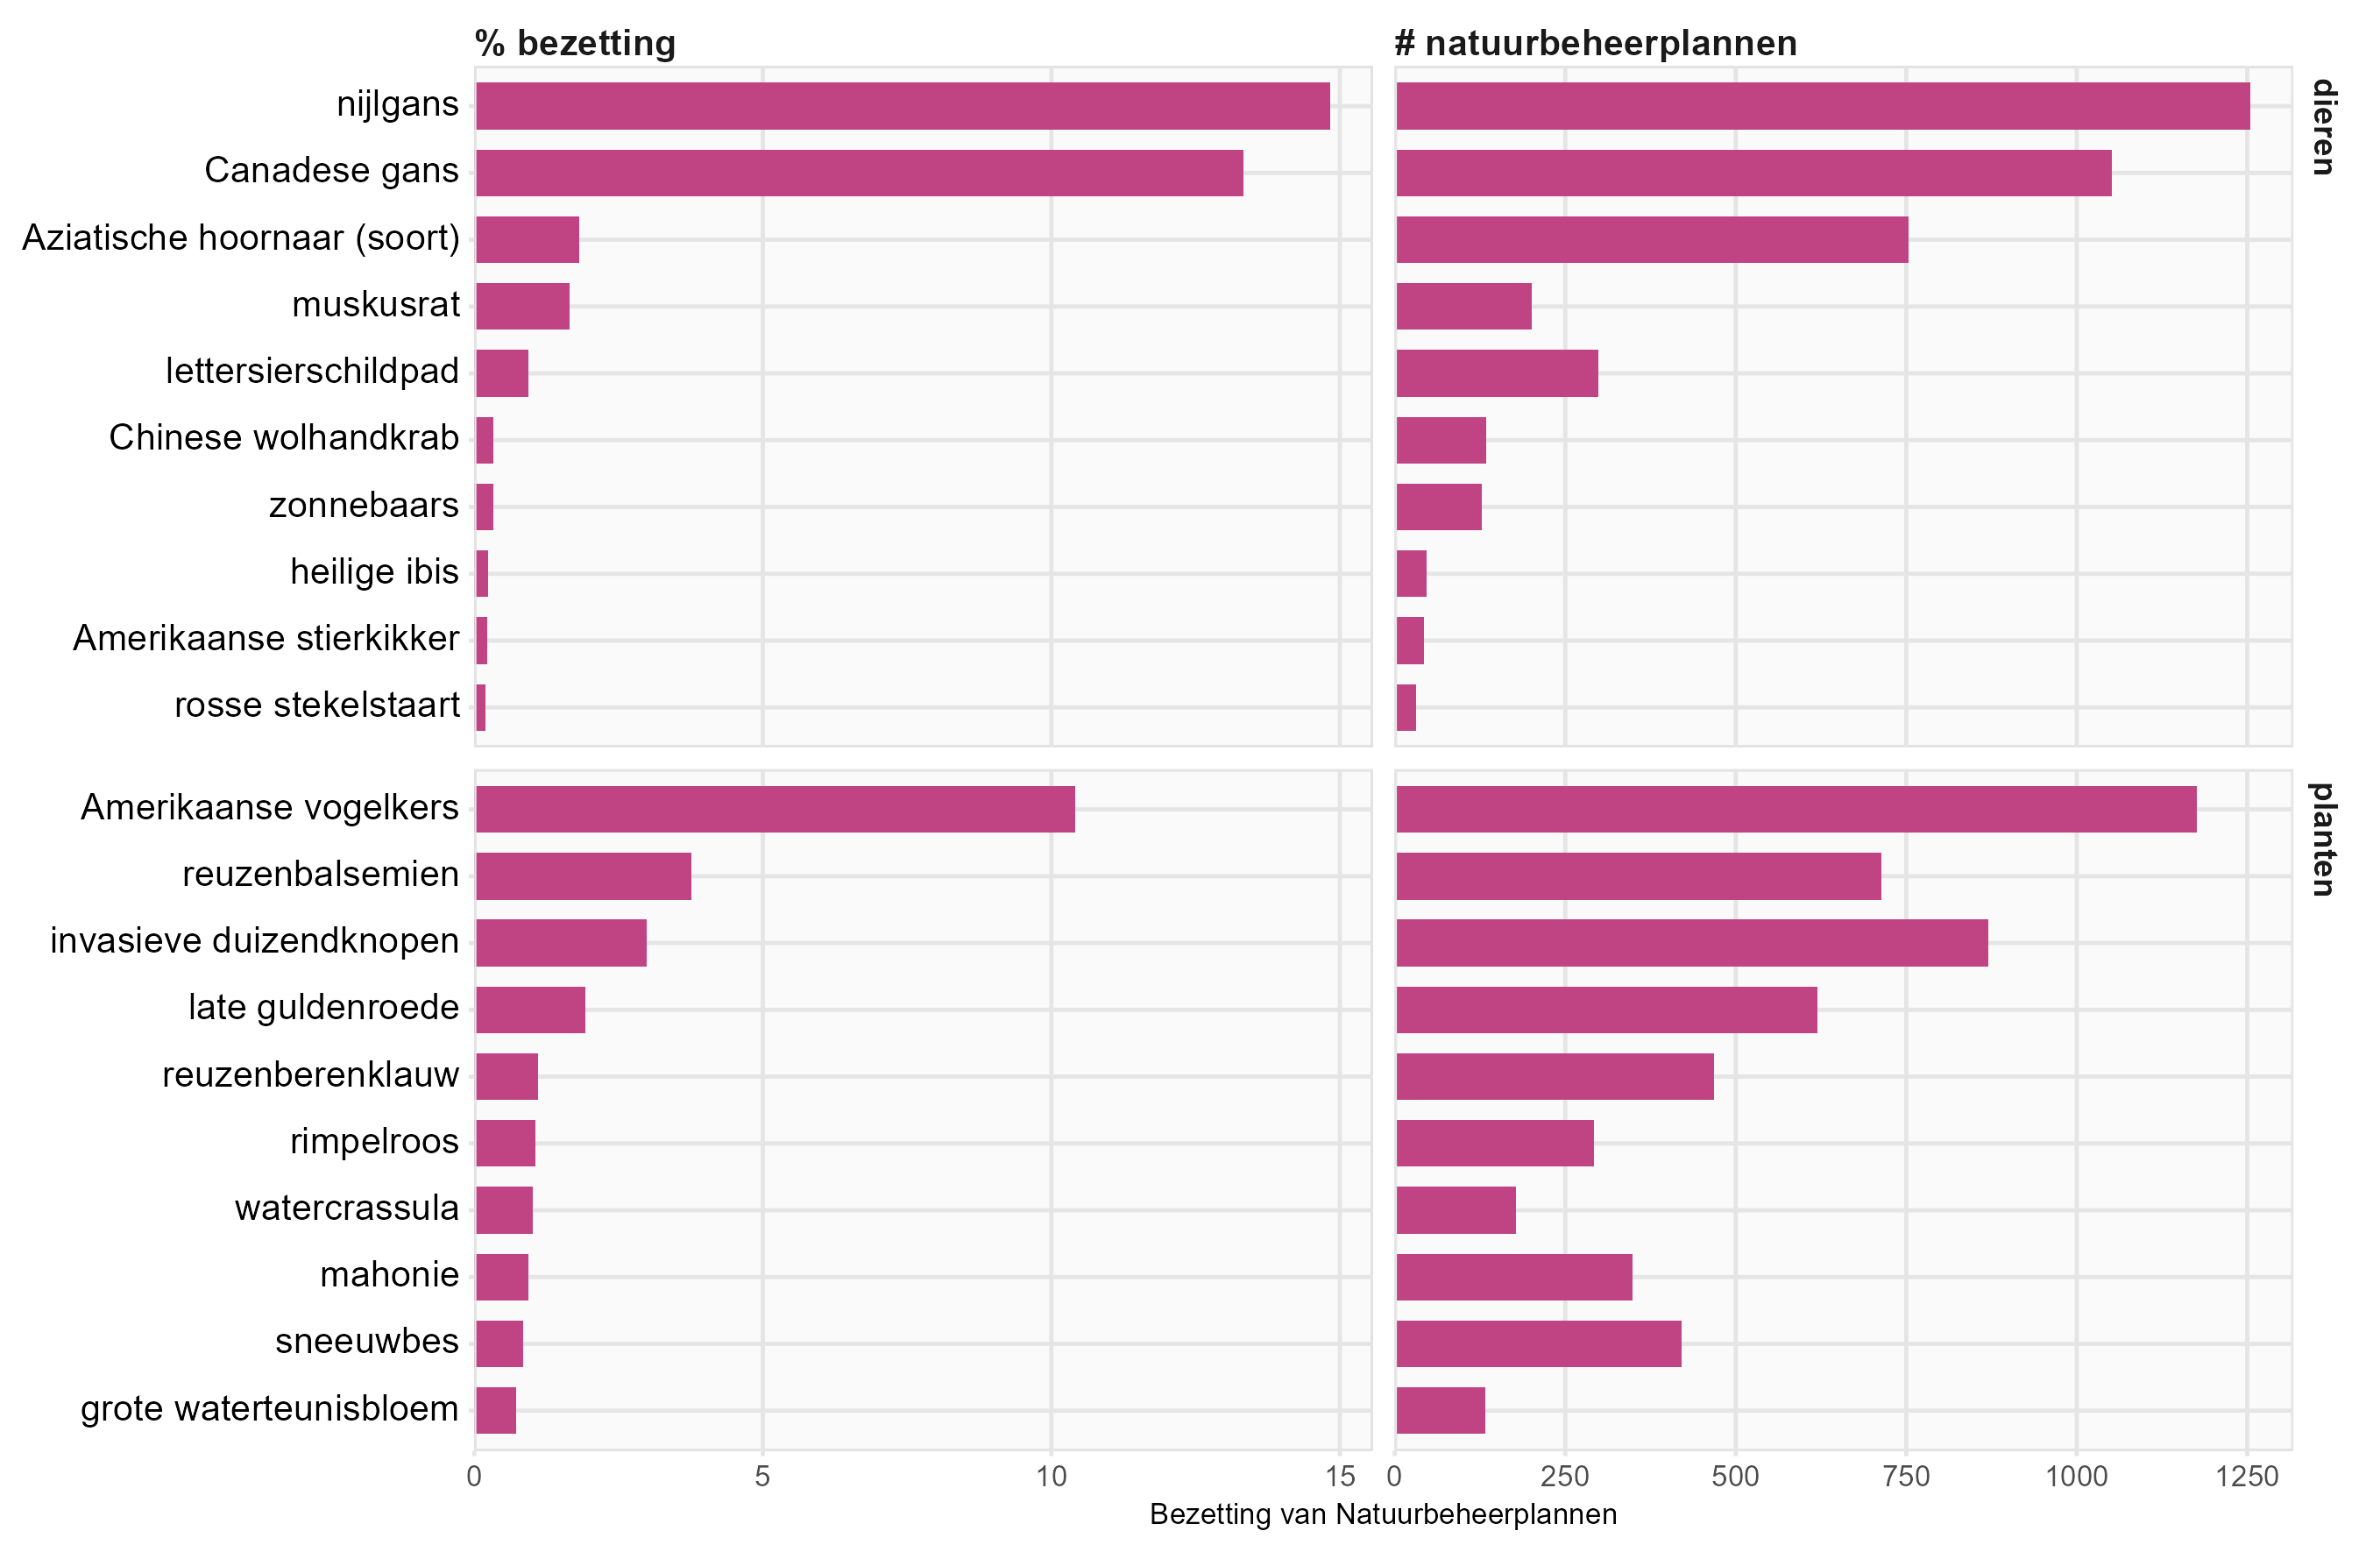 % bezetting
# natuurbeheerplannen
nijlgans
Canadese gans
Aziatische hoornaar (soort)
muskusrat
lettersierschildpad
Chinese wolhandkrab
zonnebaars
heilige ibis
Amerikaanse stierkikker
rosse stekelstaart
dieren
Amerikaanse vogelkers
reuzenbalsemien
invasieve duizendknopen
late guldenroede
reuzenberenklauw
rimpelroos
watercrassula
mahonie
sneeuwbes
grote waterteunisbloem
planten
0 5 10 15
0 250 500 750 1000 1250
Bezetting van Natuurbeheerplannen